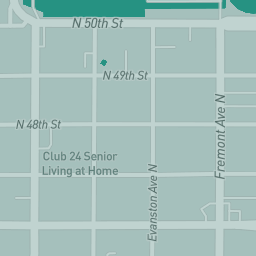 N 50th St
N 49th St
N 48th St
Club 24 Senior
Living at Home
Evanston Ave N
Fremont Ave N